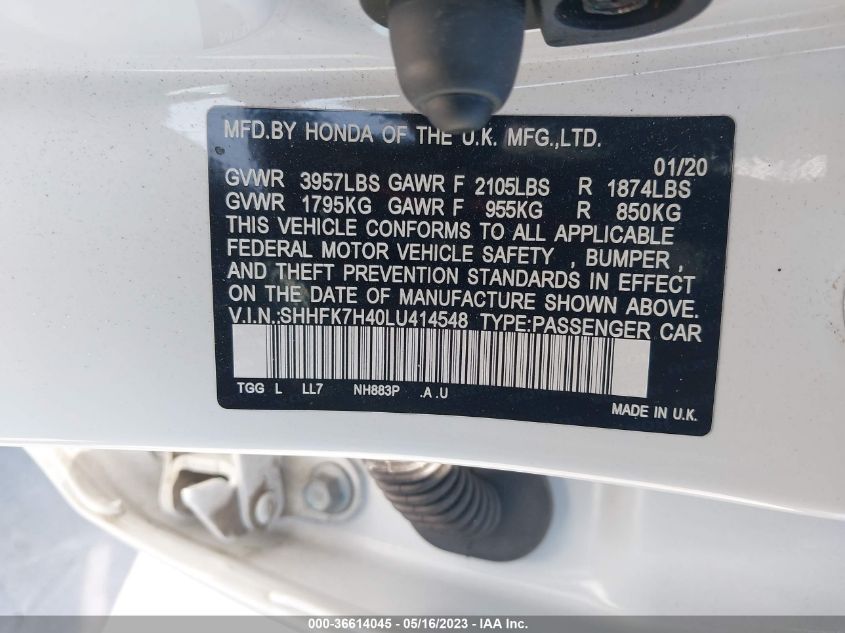 MFD.BY HONDA OF THE U.K. MFG.,LTD.
01/20
GVWR 3957LBS GAWR F 2105LBS R 1874LBS
GVWR 1795KG GAWR F 955KG R 850KG
THIS VEHICLE CONFORMS TO ALL APPLICABLE
FEDERAL MOTOR VEHICLE SAFETY , BUMPER ,
AND THEFT PREVENTION STANDARDS IN EFFECT
ON THE DATE OF MANUFACTURE SHOWN ABOVE.
V.I.N.:SHHFK7H40LU414548 TYPE:PASSENGER CAR
TGG L LL7 NH883P .A .U
MADE IN U.K.
000-36614045 - 05/16/2023 - IAA Inc.